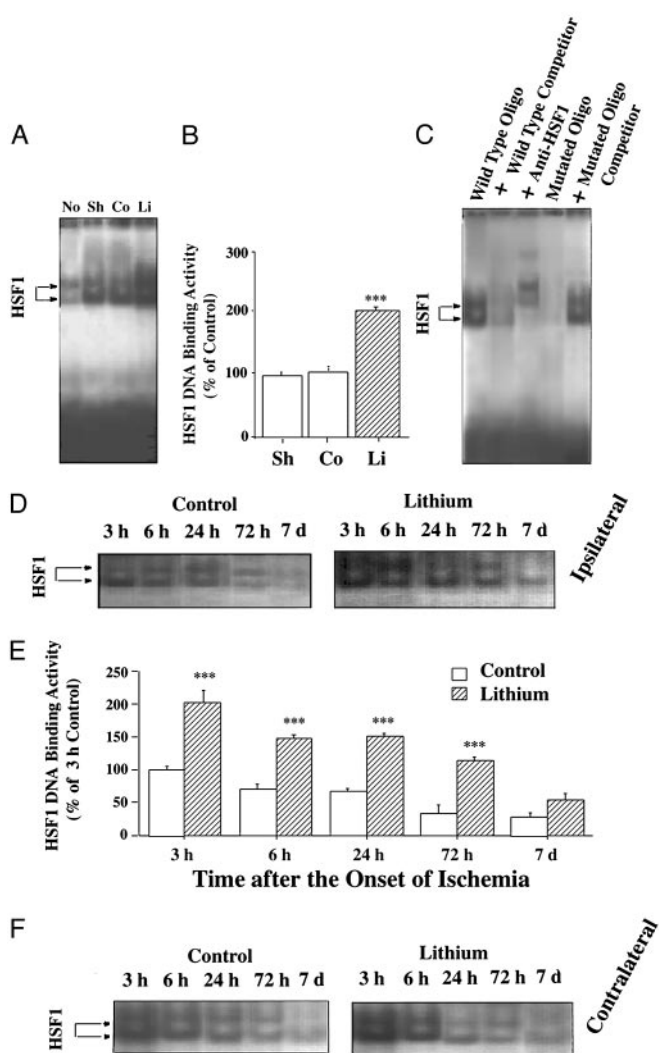 A
No Sh Co Li
HSF1
B
HSF1 DNA Binding Activity
(% of Control)
300
200
100
0
***
Sh Co Li
C
Wild Type Oligo
+ Wild Type Competitor
+ Anti-HSF1
Mutated Oligo
+ Mutated Oligo
Competitor
HSF1
D
Control
3 h 6 h 24 h 72 h 7 d
HSF1
Lithium
3 h 6 h 24 h 72 h 7 d
Ipsilateral
E
HSF1 DNA Binding Activity
(% of 3 h Control)
250
200
150
100
50
0
***
***
***
***
Control
Lithium
3 h 6 h 24 h 72 h 7 d
Time after the Onset of Ischemia
F
Control
3 h 6 h 24 h 72 h 7 d
HSF1
Lithium
3 h 6 h 24 h 72 h 7 d
Contralateral